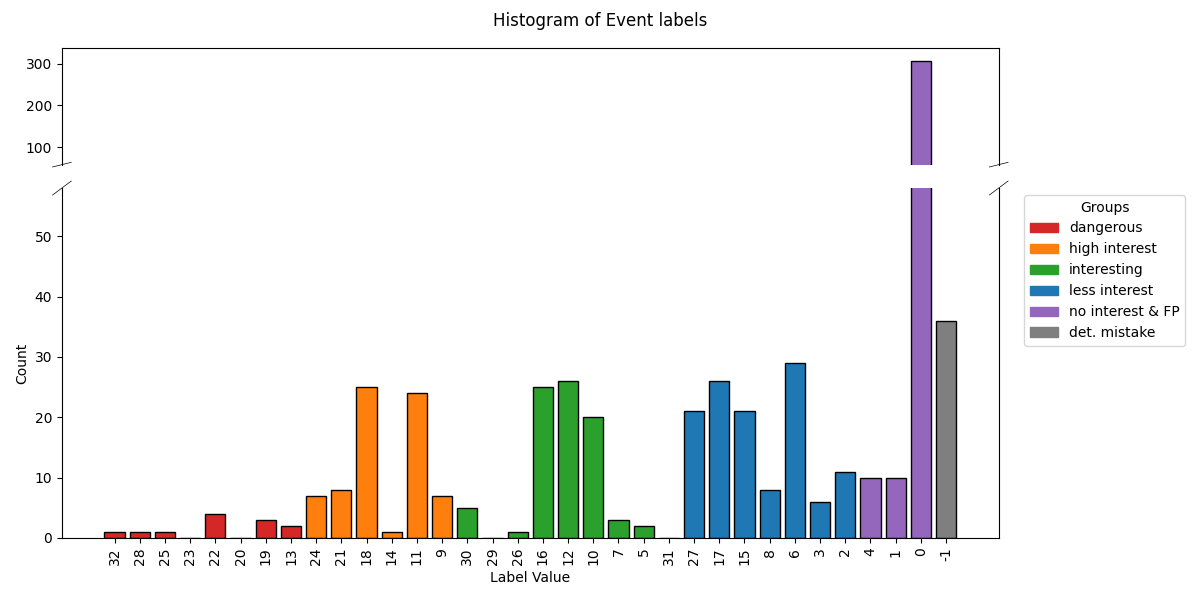 Histogram of Event labels
300
200
100
50
40
30
20
10
0
Count
32 28 25 23 22 20 19 13 24 21 18 14 11 9 30 29 26 16 12 10 7 5 31 27 17 15 8 6 3 2 4 1 0 -1
Label Value
Groups
dangerous
high interest
interesting
less interest
no interest & FP
det. mistake